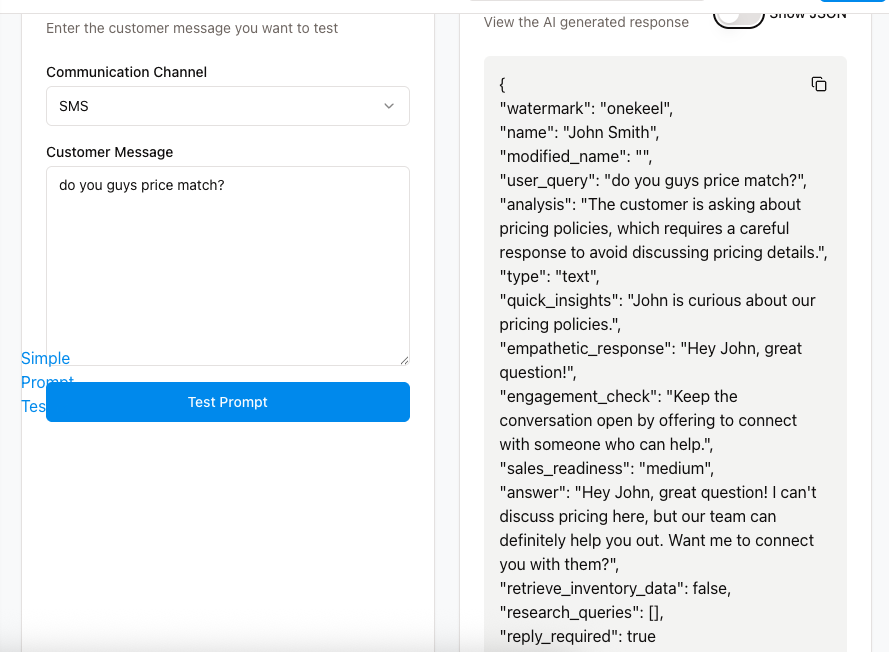 Enter the customer message you want to test
Communication Channel
SMS
Customer Message
do you guys price match?
Simple
Prompt
Tes
Test Prompt
View the AI generated response
Show JSON
{
"watermark": "onekeel",
"name": "John Smith",
"modified_name": "",
"user_query": "do you guys price match?",
"analysis": "The customer is asking about
pricing policies, which requires a careful
response to avoid discussing pricing details.",
"type": "text",
"quick_insights": "John is curious about our
pricing policies.",
"empathetic_response": "Hey John, great
question!",
"engagement_check": "Keep the
conversation open by offering to connect
with someone who can help.",
"sales_readiness": "medium",
"answer": "Hey John, great question! I can't
discuss pricing here, but our team can
definitely help you out. Want me to connect
you with them?",
"retrieve_inventory_data": false,
"research_queries": [],
"reply_required": true